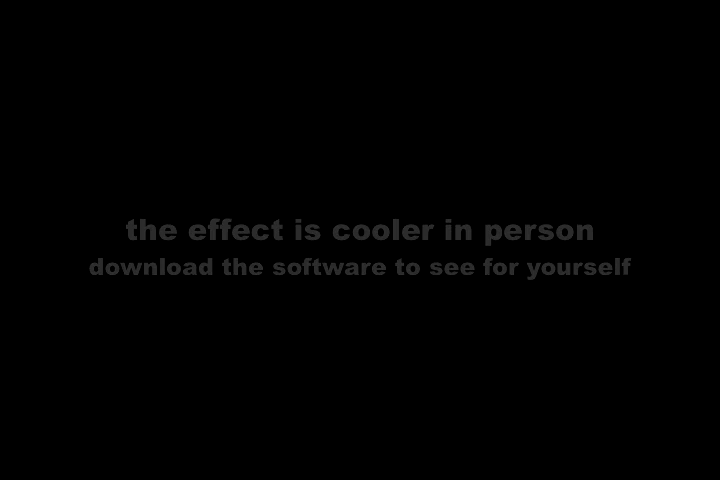 the effect is cooler in person
download the software to see for yourself